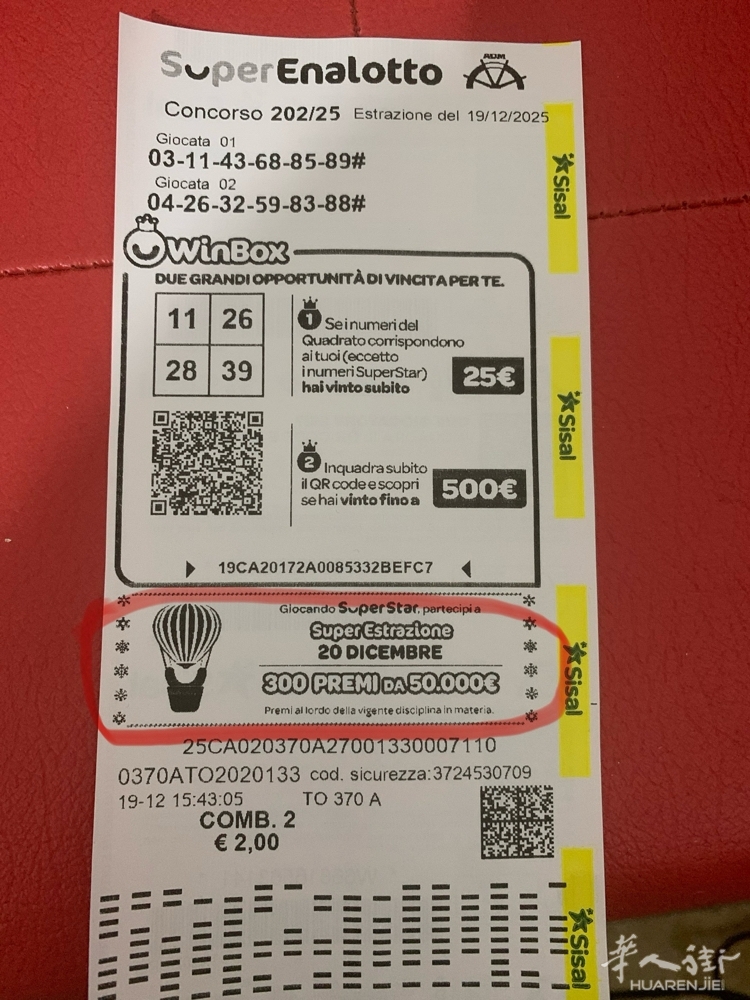 SuperEnalotto
ADM
Concorso 202/25 Estrazione del 19/12/2025
Giocata 01
03-11-43-68-85-89#
Giocata 02
04-26-32-59-83-88#
WinBox
DUE GRANDI OPPORTUNITÀ DI VINCITA PER TE.
11 26
28 39
1 Se i numeri del
Quadrato corrispondono
ai tuoi (eccetto
i numeri SuperStar)
hai vinto subito
25€
2 Inquadra subito
il QR code e scopri
se hai vinto fino a
500€
19CA20172A0085332BEFC7
Giocando SuperStar, partecipi a
SuperEstrazione
20 DICEMBRE
300 PREMI DA 50.000€
Premi al lordo della vigente disciplina in materia.
25CA020370A27001330007110
0370ATO2020133 cod. sicurezza:3724530709
19-12 15:43:05 TO 370 A
COMB. 2
€ 2,00
Sisal
Sisal
Sisal
Sisal
华人街
HUARENJIE